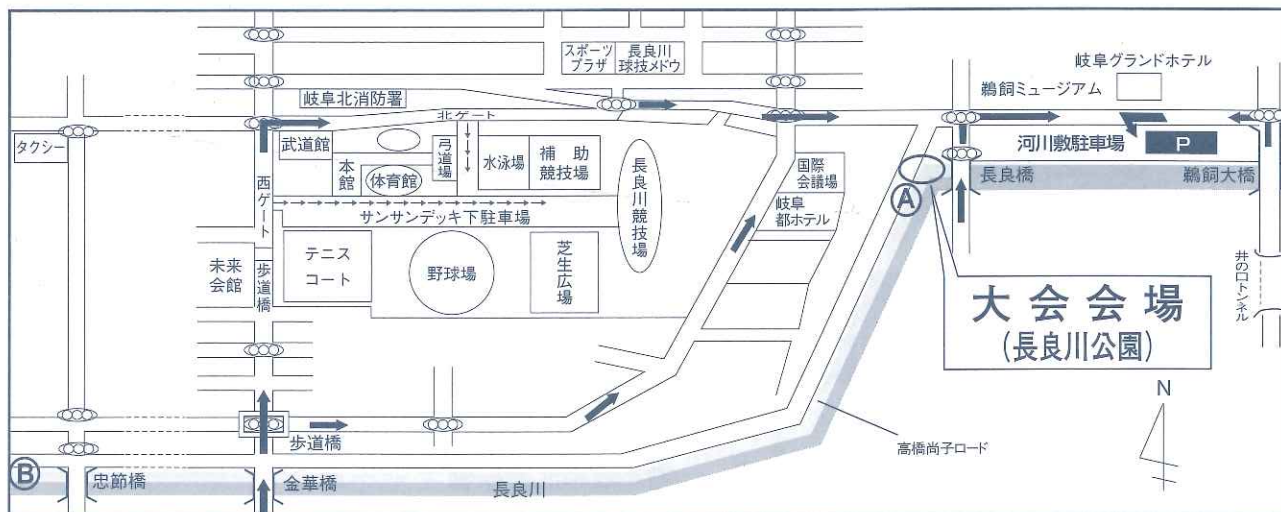 スポーツ
プラザ
長良川
球技メドウ
岐阜グランドホテル
鵜飼ミュージアム
岐阜北消防署
北ゲート
タクシー
武道館
本館
体育館
弓道場
水泳場
補助
競技場
長良川競技場
国際
会議場
岐阜
都ホテル
河川敷駐車場
P
長良橋
鵜飼大橋
A
西ゲート
サンサンデッキ下駐車場
未来
会館
歩道橋
テニス
コート
野球場
芝生広場
井の口トンネル
大会会場
(長良川公園)
N
歩道橋
高橋尚子ロード
B
忠節橋
金華橋
長良川